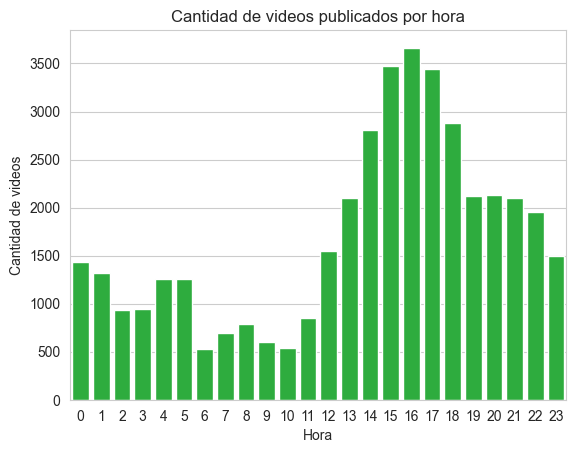 Cantidad de videos publicados por hora
Cantidad de videos
3500
3000
2500
2000
1500
1000
500
0
0 1 2 3 4 5 6 7 8 9 10 11 12 13 14 15 16 17 18 19 20 21 22 23
Hora